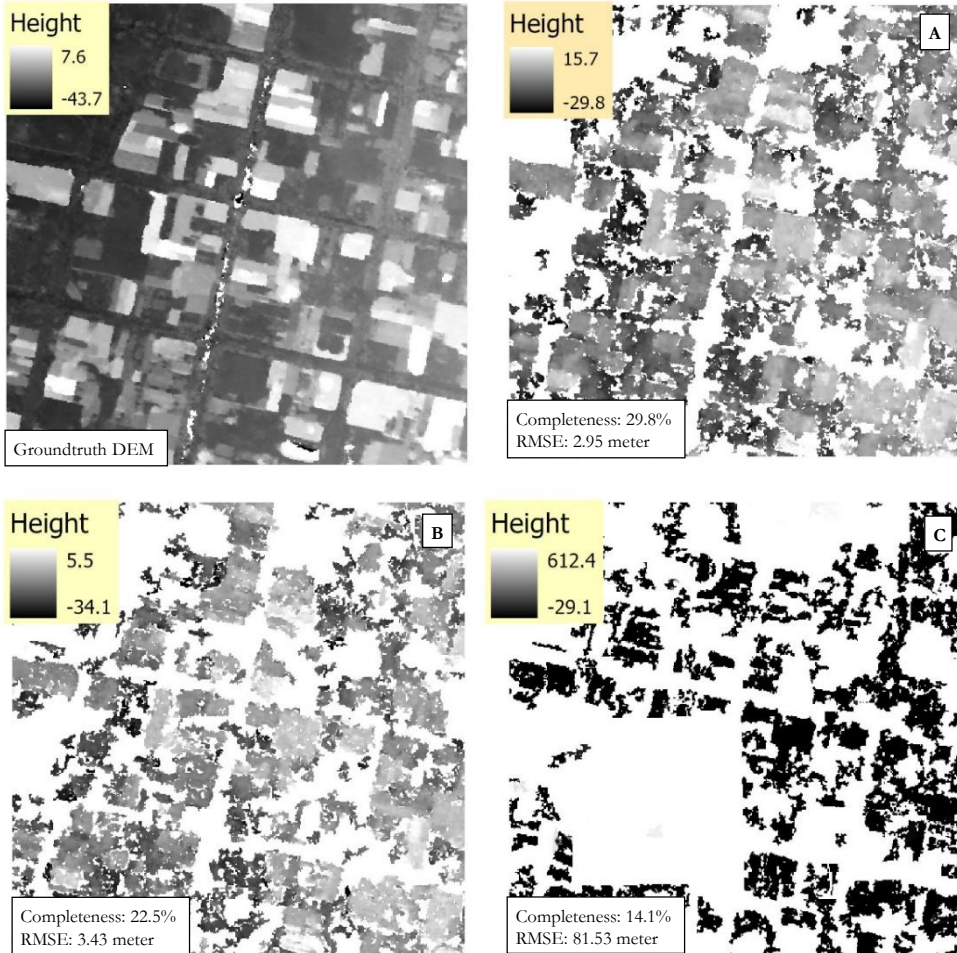 Height
7.6
-43.7
Groundtruth DEM
Height
15.7
-29.8
A
Completeness: 29.8%
RMSE: 2.95 meter
Height
5.5
-34.1
B
Completeness: 22.5%
RMSE: 3.43 meter
Height
612.4
-29.1
C
Completeness: 14.1%
RMSE: 81.53 meter